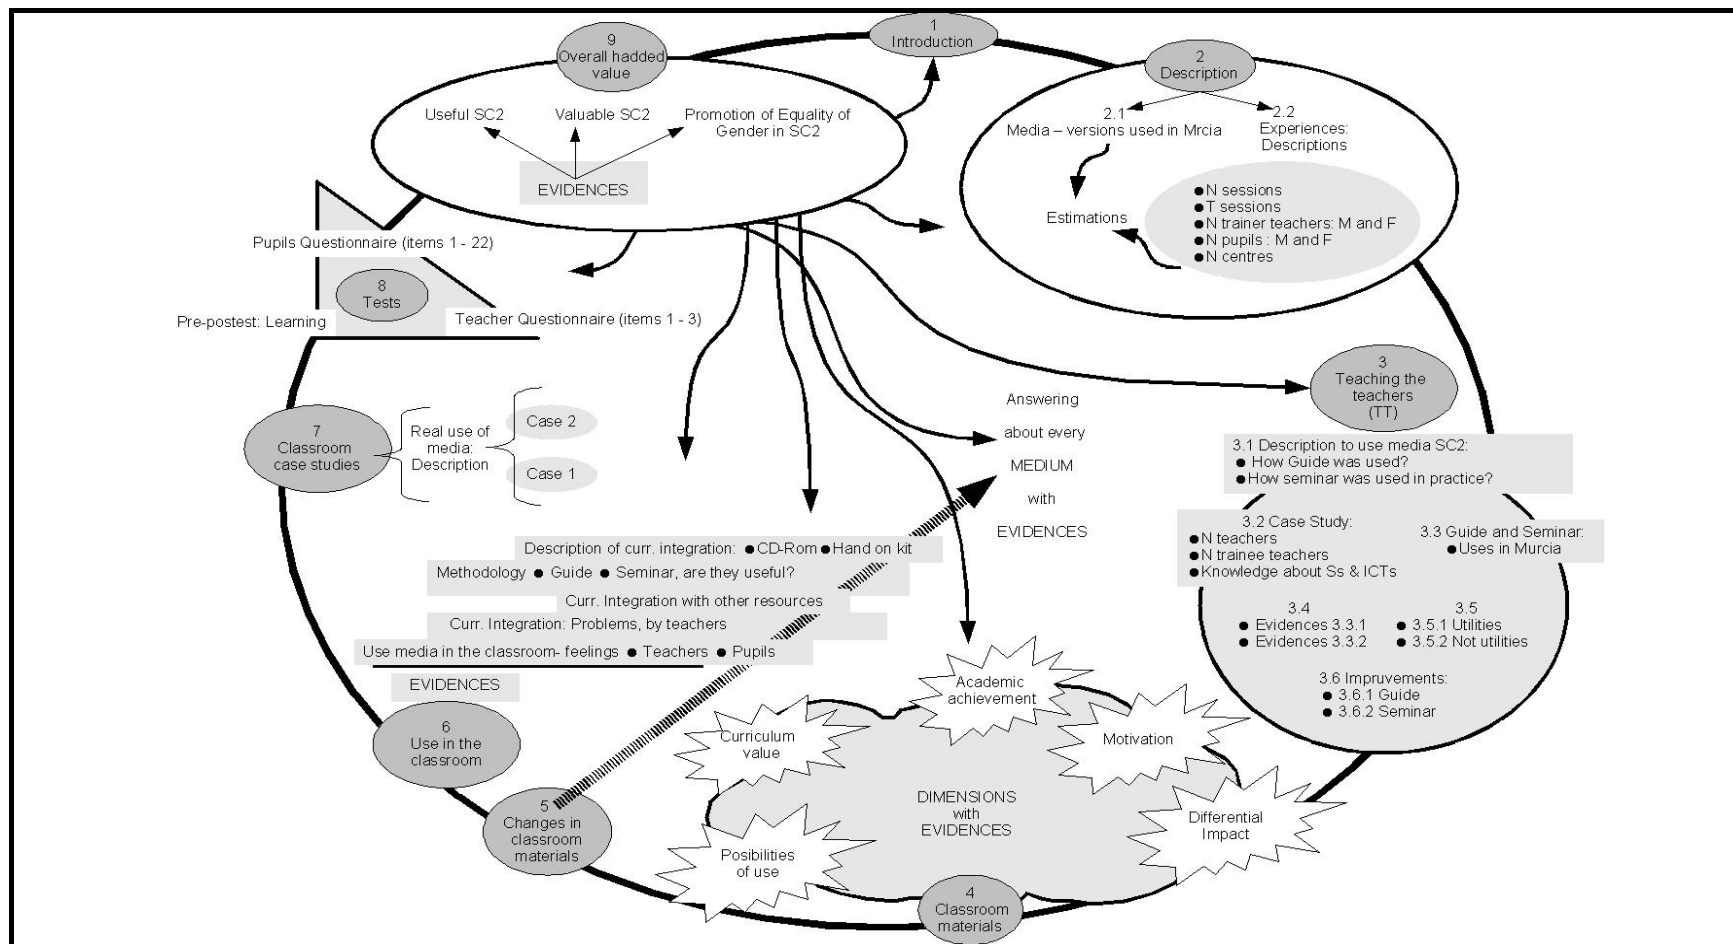 1
Introduction
2
Description
2.1
Media – versions used in Mrcia
2.2
Experiences:
Descriptions
Estimations
● N sessions
● T sessions
● N trainer teachers: M and F
● N pupils : M and F
● N centres
3
Teaching the
teachers
(TT)
3.1 Description to use media SC2:
● How Guide was used?
● How seminar was used in practice?
3.2 Case Study:
● N teachers
● N trainee teachers
● Knowledge about Ss & ICTs
3.3 Guide and Seminar:
● Uses in Murcia
3.4
● Evidences 3.3.1
● Evidences 3.3.2
3.5
● 3.5.1 Utilities
● 3.5.2 Not utilities
3.6 Impruvements:
● 3.6.1 Guide
● 3.6.2 Seminar
4
Classroom
materials
DIMENSIONS
with
EVIDENCES
Academic
achievement
Motivation
Differential
Impact
Curriculum
value
Posibilities
of use
5
Changes in
classroom
materials
Answering
about every
MEDIUM
with
EVIDENCES
6
Use in the
classroom
EVIDENCES
Description of curr. integration: ● CD-Rom ● Hand on kit
Methodology ● Guide ● Seminar, are they useful?
Curr. Integration with other resources
Curr. Integration: Problems, by teachers
Use media in the classroom- feelings ● Teachers ● Pupils
7
Classroom
case studies
Real use of
media:
Description
Case 2
Case 1
8
Tests
Pupils Questionnaire (items 1 - 22)
Pre-postest: Learning
Teacher Questionnaire (items 1 - 3)
9
Overall hadded
value
Useful SC2
Valuable SC2
Promotion of Equality of
Gender in SC2
EVIDENCES